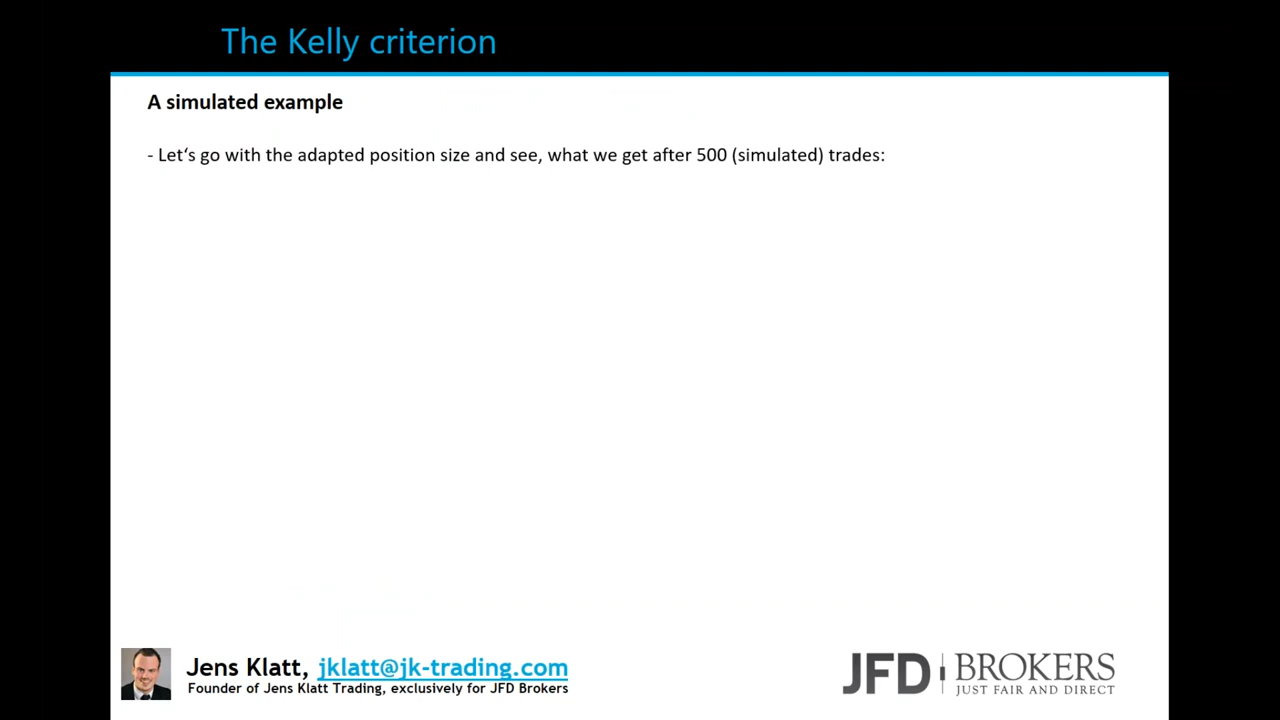 The Kelly criterion
A simulated example
- Let‘s go with the adapted position size and see, what we get after 500 (simulated) trades:
Jens Klatt, jklatt@jk-trading.com
Founder of Jens Klatt Trading, exclusively for JFD Brokers
JFD BROKERS
JUST FAIR AND DIRECT